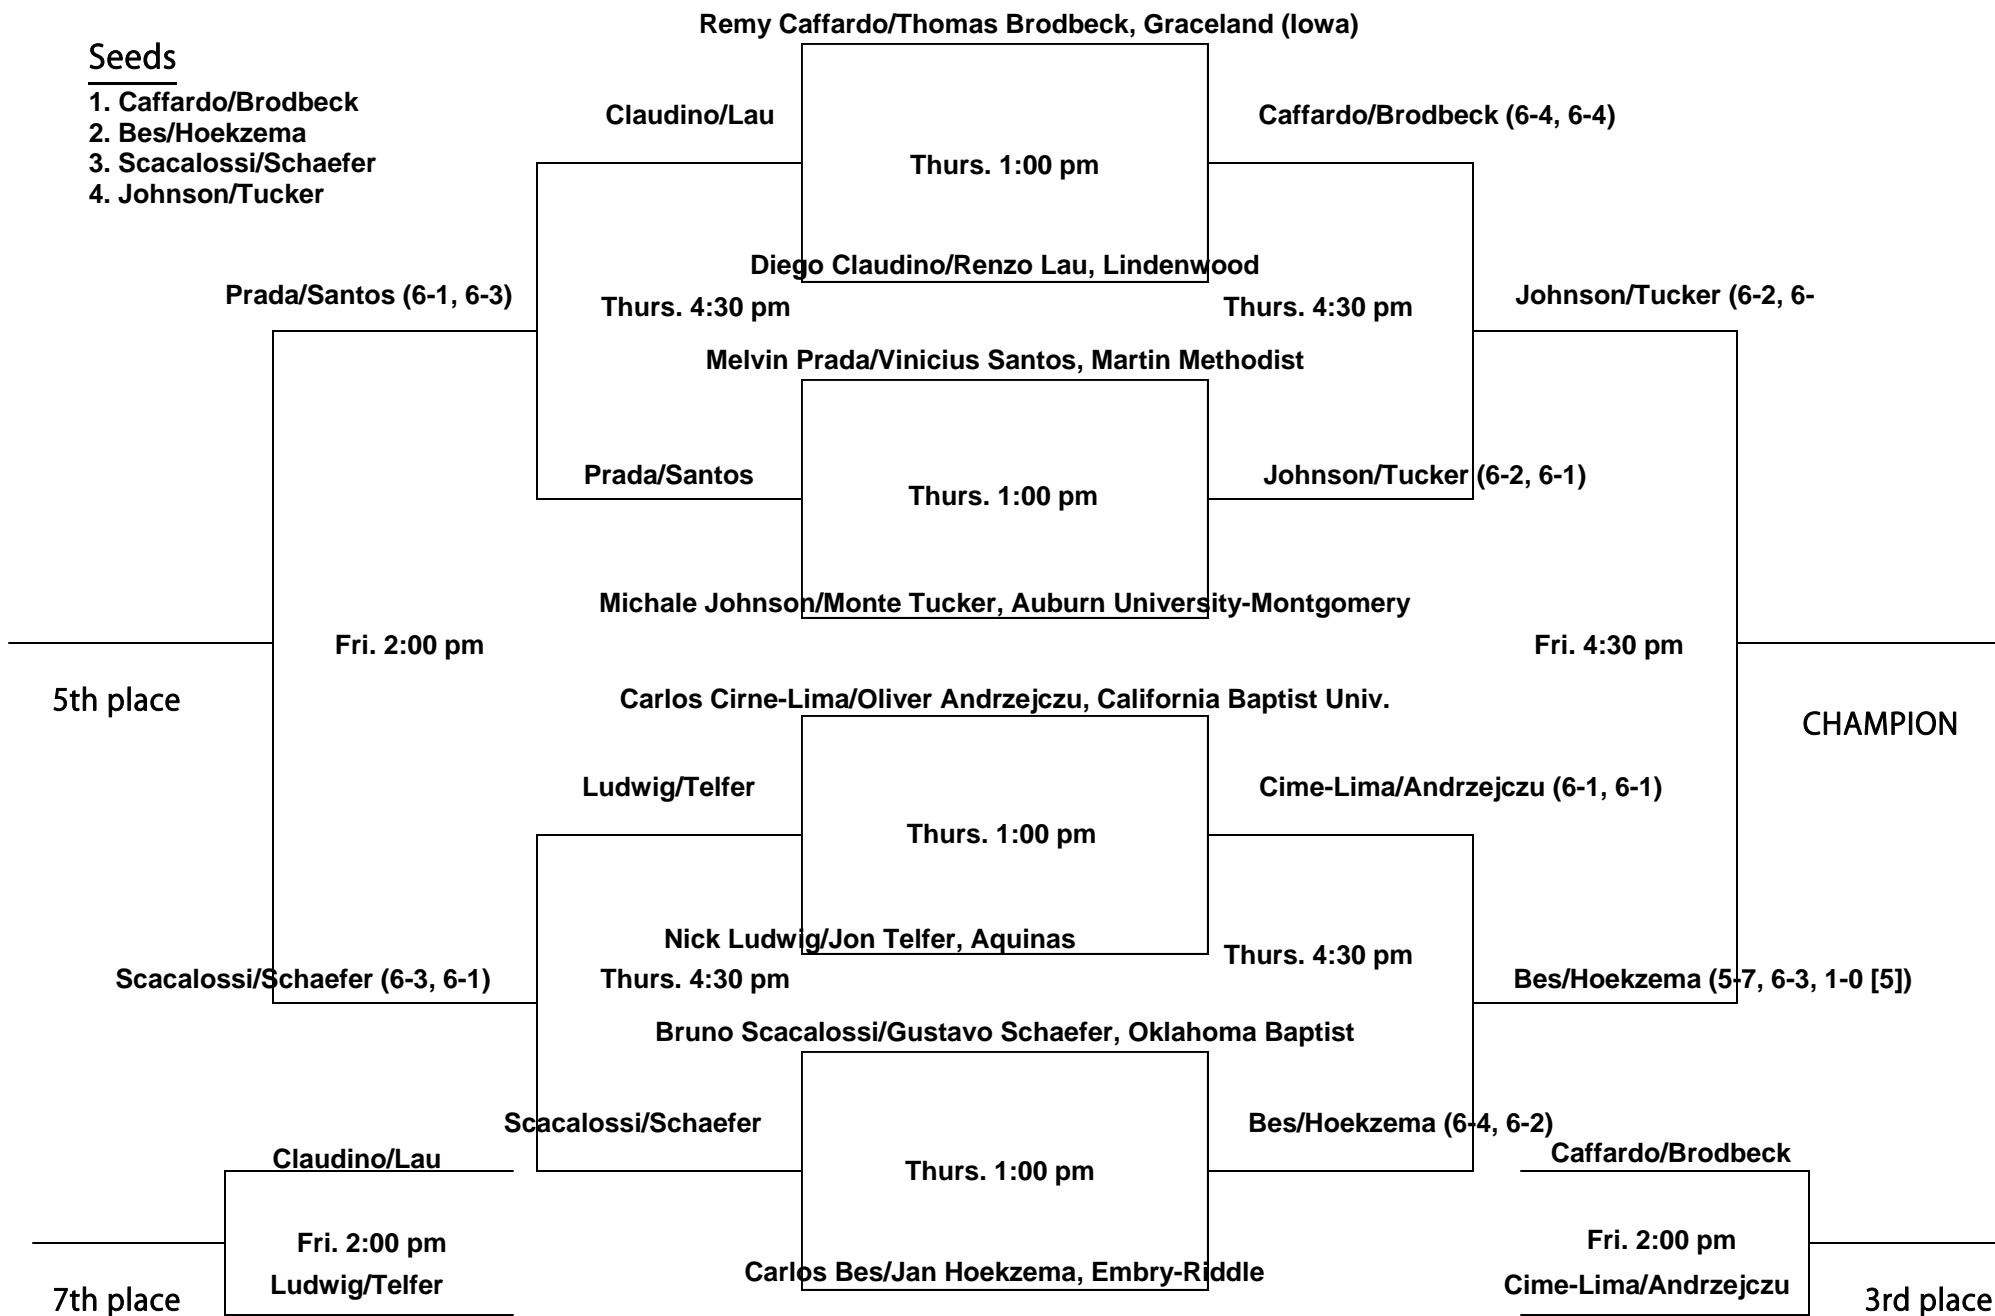 Remy Caffardo/Thomas Brodbeck, Graceland (Iowa)
Seeds
1. Caffardo/Brodbeck
2. Bes/Hoekzema
3. Scacalossi/Schaefer
4. Johnson/Tucker
Claudino/Lau
Caffardo/Brodbeck (6-4, 6-4)
Thurs. 1:00 pm
Diego Claudino/Renzo Lau, Lindenwood
Prada/Santos (6-1, 6-3)
Thurs. 4:30 pm
Thurs. 4:30 pm
Johnson/Tucker (6-2, 6-
Melvin Prada/Vinicius Santos, Martin Methodist
Prada/Santos
Thurs. 1:00 pm
Johnson/Tucker (6-2, 6-1)
Michale Johnson/Monte Tucker, Auburn University-Montgomery
Fri. 2:00 pm
Fri. 4:30 pm
5th place
Carlos Cirne-Lima/Oliver Andrzejczu, California Baptist Univ.
CHAMPION
Ludwig/Telfer
Cime-Lima/Andrzejczu (6-1, 6-1)
Thurs. 1:00 pm
Nick Ludwig/Jon Telfer, Aquinas
Thurs. 4:30 pm
Scacalossi/Schaefer (6-3, 6-1)
Thurs. 4:30 pm
Bes/Hoekzema (5-7, 6-3, 1-0 [5])
Bruno Scacalossi/Gustavo Schaefer, Oklahoma Baptist
Scacalossi/Schaefer
Bes/Hoekzema (6-4, 6-2)
Claudino/Lau
Thurs. 1:00 pm
Caffardo/Brodbeck
Fri. 2:00 pm
Fri. 2:00 pm
Ludwig/Telfer
Carlos Bes/Jan Hoekzema, Embry-Riddle
Cime-Lima/Andrzejczu
7th place
3rd place